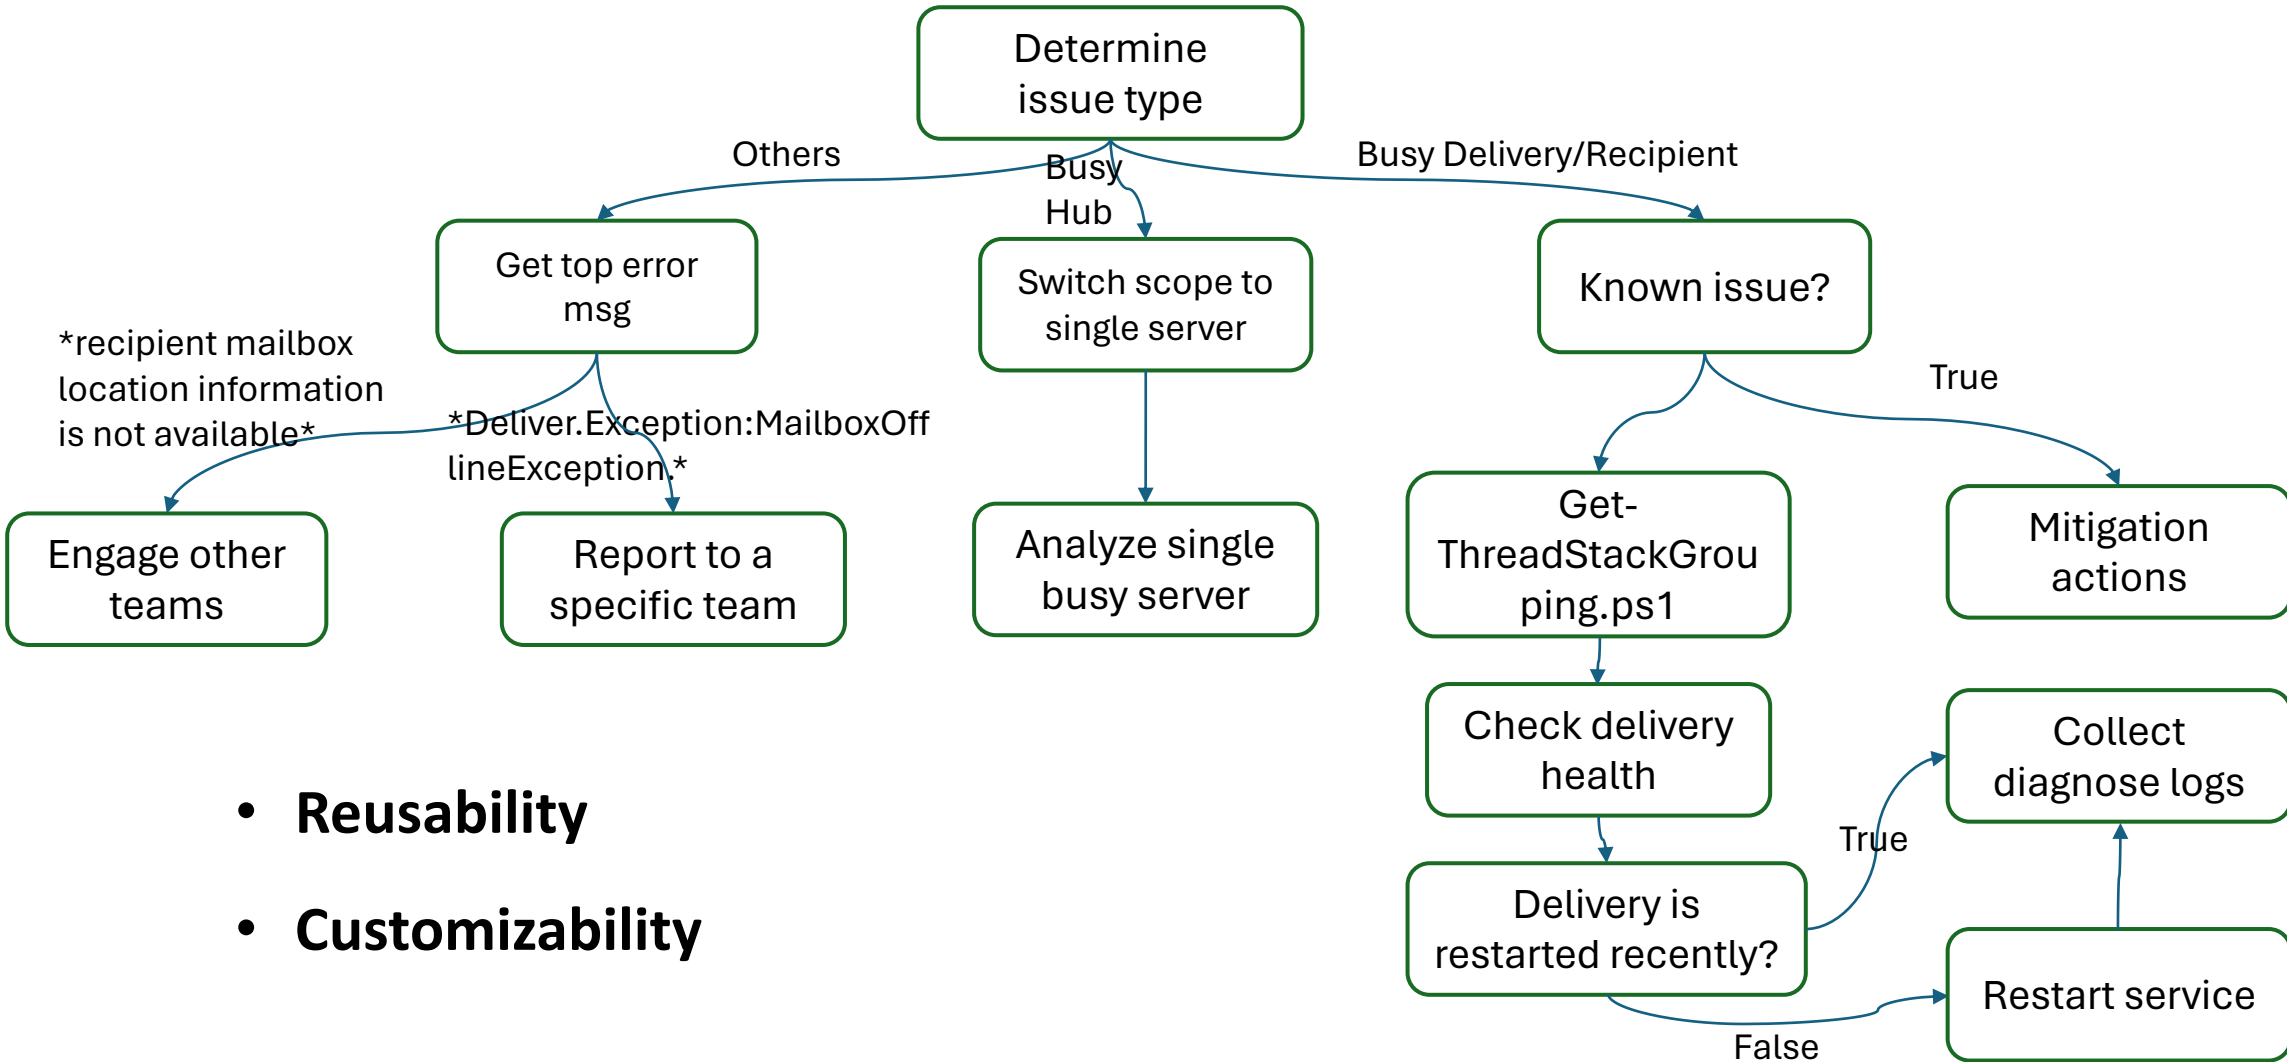 Determine
issue type
Others
Busy
Hub
Busy Delivery/Recipient
Get top error
msg
Switch scope to
single server
Known issue?
*recipient mailbox
location information
is not available*
*Deliver.Exception:MailboxOff
lineException.*
True
Engage other
teams
Report to a
specific team
Analyze single
busy server
Get-
ThreadStackGrou
ping.ps1
Mitigation
actions
Check delivery
health
Collect
diagnose logs
True
Delivery is
restarted recently?
Restart service
False
• Reusability
• Customizability